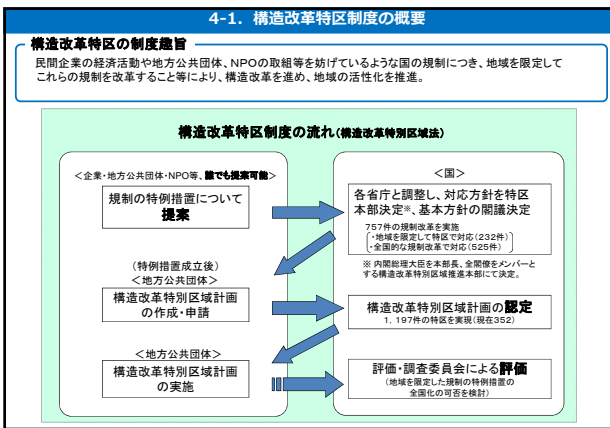 4-1. 構造改革特区制度の概要
構造改革特区の制度趣旨
民間企業の経済活動や地方公共団体、NPOの取組等を妨げているような国の規制につき、地域を限定して
これらの規制を改革すること等により、構造改革を進め、地域の活性化を推進。
構造改革特区制度の流れ(構造改革特別区域法)
＜企業・地方公共団体・NPO等、誰でも提案可能＞
規制の特例措置について
提案
＜国＞
各省庁と調整し、対応方針を特区
本部決定※、基本方針の閣議決定
757件の規制改革を実施
・地域を限定して特区で対応(232件)
・全国的な規制改革で対応(525件)
※ 内閣総理大臣を本部長、全閣僚をメンバーと
する構造改革特別区域推進本部にて決定。
(特例措置成立後)
＜地方公共団体＞
構造改革特別区域計画
の作成・申請
構造改革特別区域計画の認定
1，197件の特区を実現(現在352)
＜地方公共団体＞
構造改革特別区域計画
の実施
評価・調査委員会による評価
(地域を限定した規制の特例措置の
全国化の可否を検討)